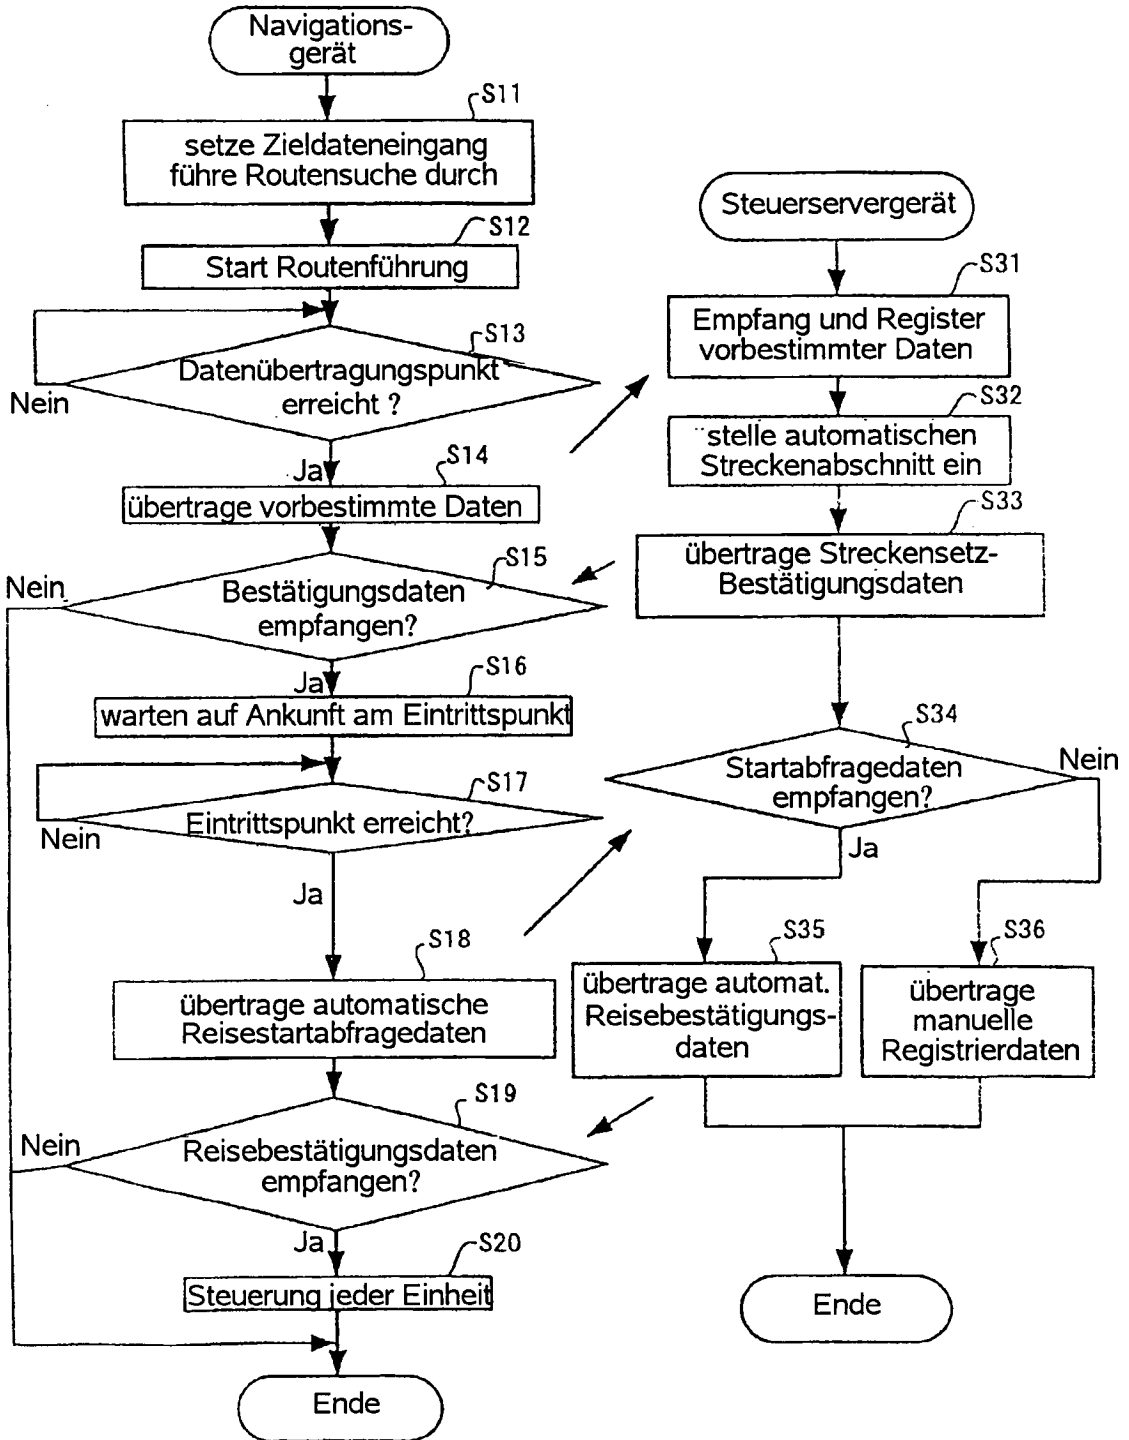 Navigations-
gerät
S11
setze Zieldateneingang
führe Routensuche durch
S12
Start Routenführung
S13
Datenübertragungspunkt
erreicht ?
Nein
Ja
S14
übertrage vorbestimmte Daten
S15
Nein
Bestätigungsdaten
empfangen?
Ja
S16
warten auf Ankunft am Eintrittspunkt
S17
Eintrittspunkt erreicht?
Nein
Ja
S18
übertrage automatische
Reisestartabfragedaten
S19
Nein
Reisebestätigungsdaten
empfangen?
Ja
S20
Steuerung jeder Einheit
Ende
Steuerservergerät
S31
Empfang und Register
vorbestimmter Daten
S32
stelle automatischen
Streckenabschnitt ein
S33
übertrage Streckensetz-
Bestätigungsdaten
S34
Startabfragedaten
empfangen?
Nein
Ja
S35
übertrage automat.
Reisebestätigungs-
daten
S36
übertrage
manuelle
Registrierdaten
Ende